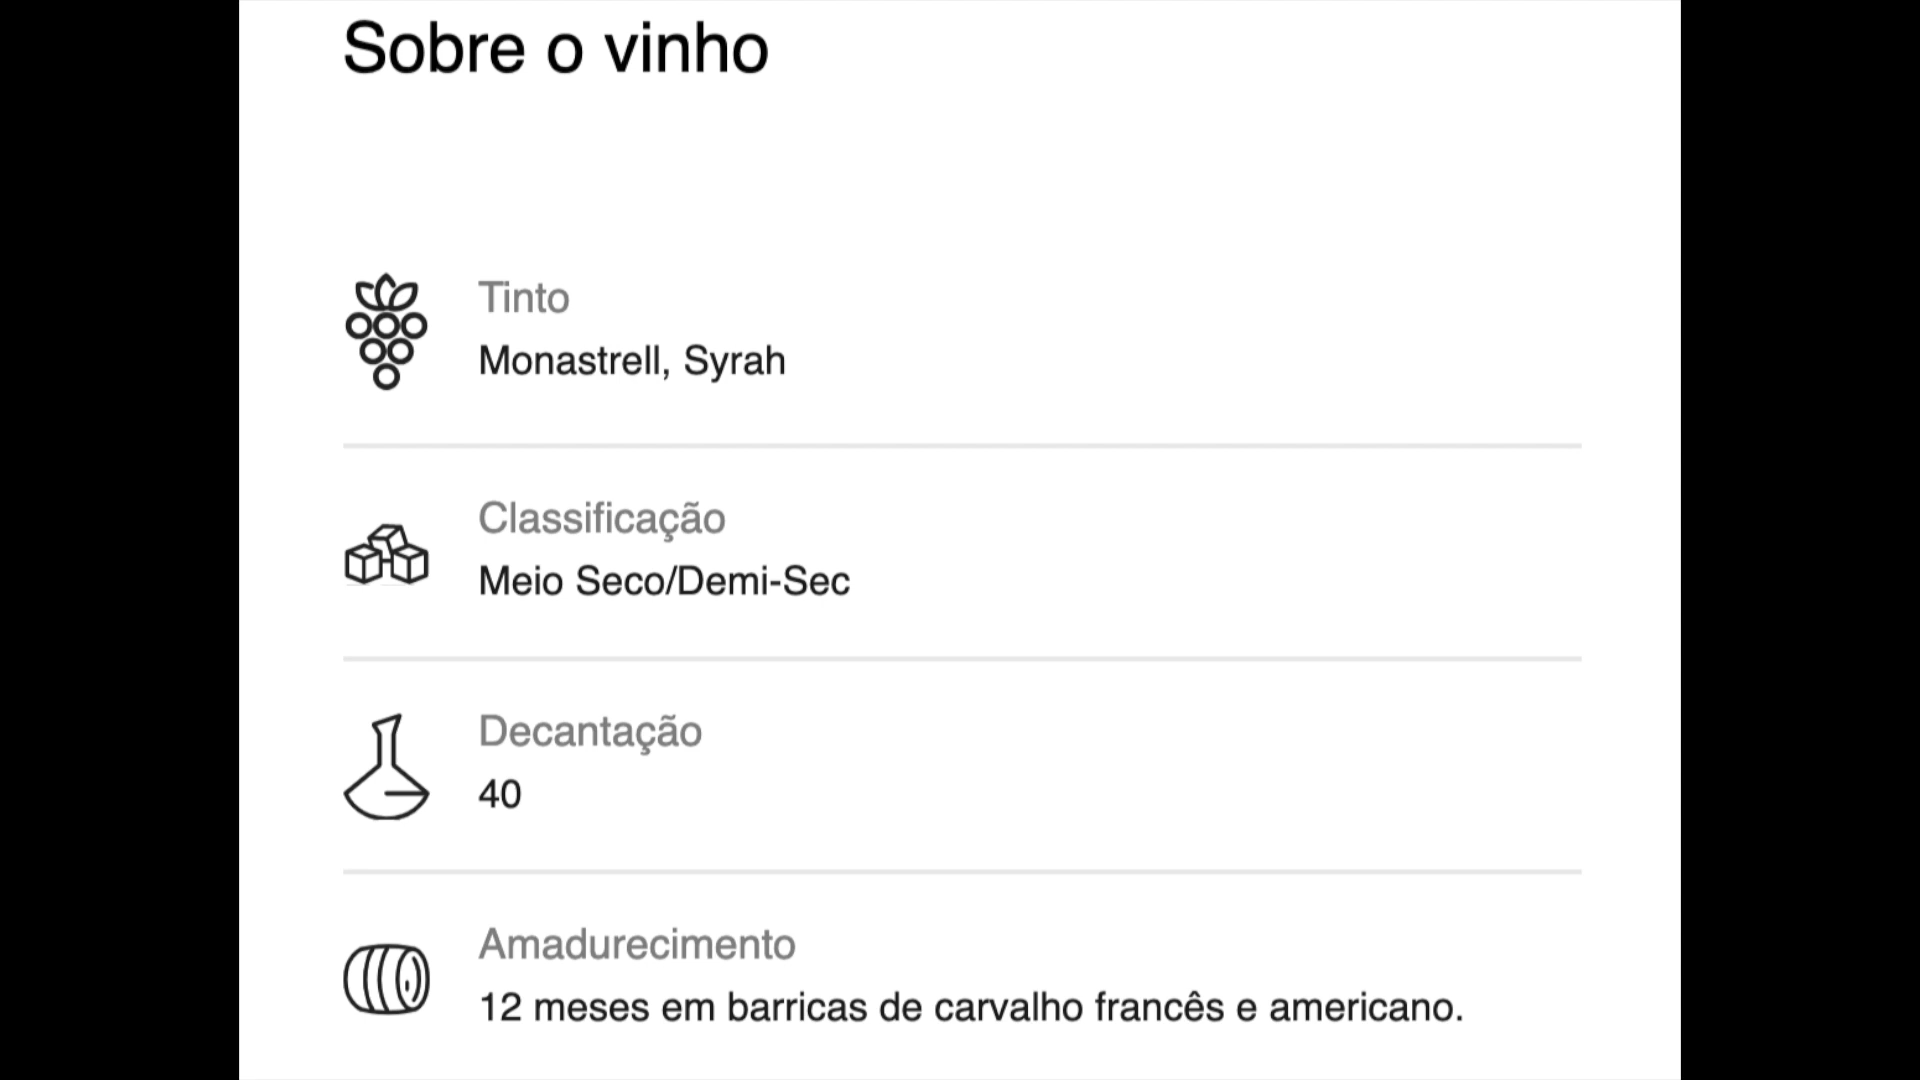 Sobre o vinho
Tinto
Monastrell, Syrah
Classificação
Meio Seco/Demi-Sec
Decantação
40
Amadurecimento
12 meses em barricas de carvalho francês e americano.